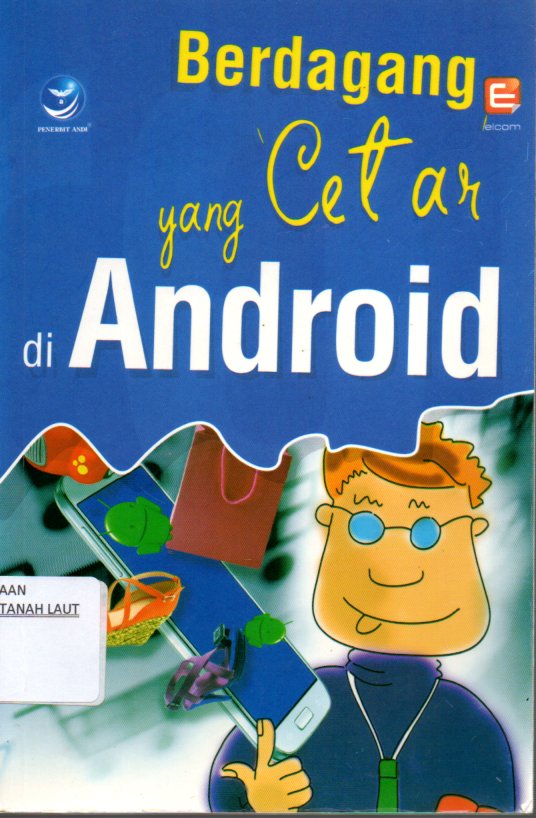 Berdagang
PENERBIT ANDI®
elcom
yang 'Cetar
di Android
AAN
TANAH LAUT